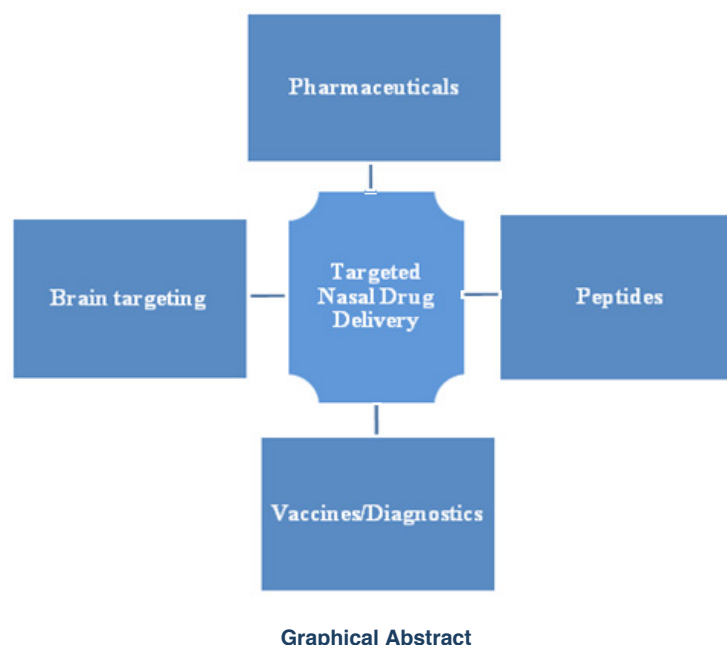 Pharmaceuticals
Brain targeting
Targeted
Nasal Drug
Delivery
Peptides
Vaccines/Diagnostics
Graphical Abstract